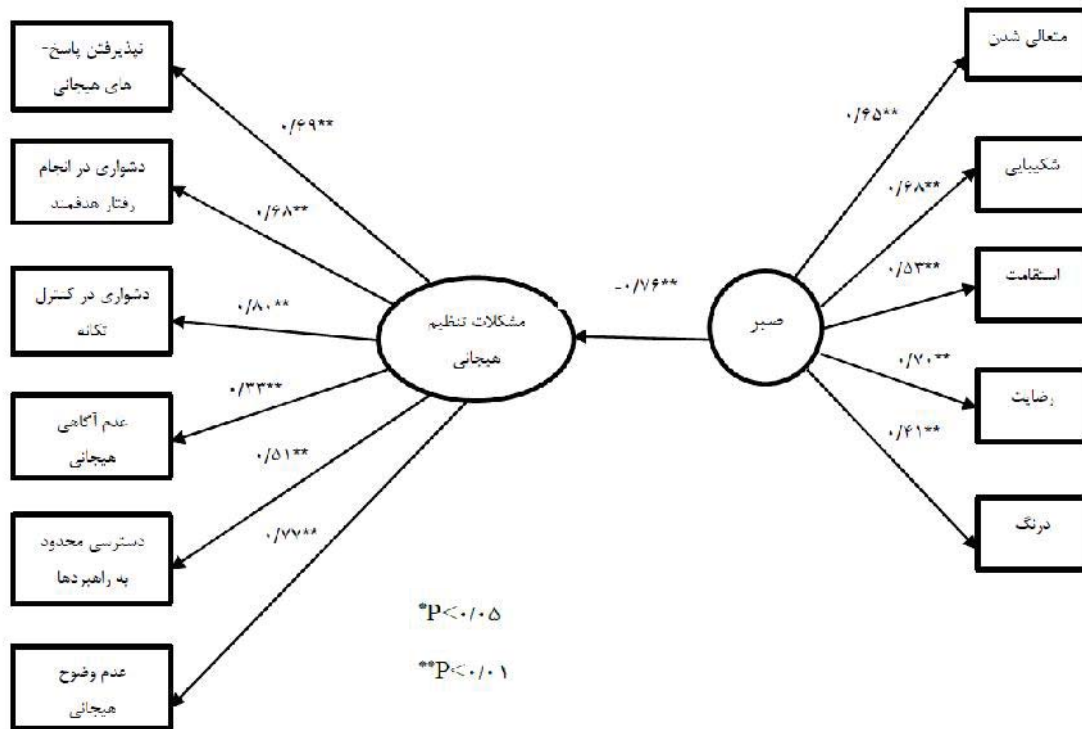 متعالی شدن
شکیبایی
استقامت
رضایت
درنگ
۰/۶۵**
۰/۶۸**
۰/۵۳**
۰/۷۰**
۰/۴۱**
صبر
-۰/۷۶**
مشکلات تنظیم
هیجانی
۰/۶۹**
۰/۶۸**
۰/۸۰**
۰/۳۳**
۰/۵۱**
۰/۷۷**
نپذیرفتن پاسخ-
های هیجانی
دشواری در انجام
رفتار هدفمند
دشواری در کنترل
تکانه
عدم آگاهی
هیجانی
دسترسی محدود
به راهبردها
عدم وضوح
هیجانی
*P<۰/۰۵
**P<۰/۰۱